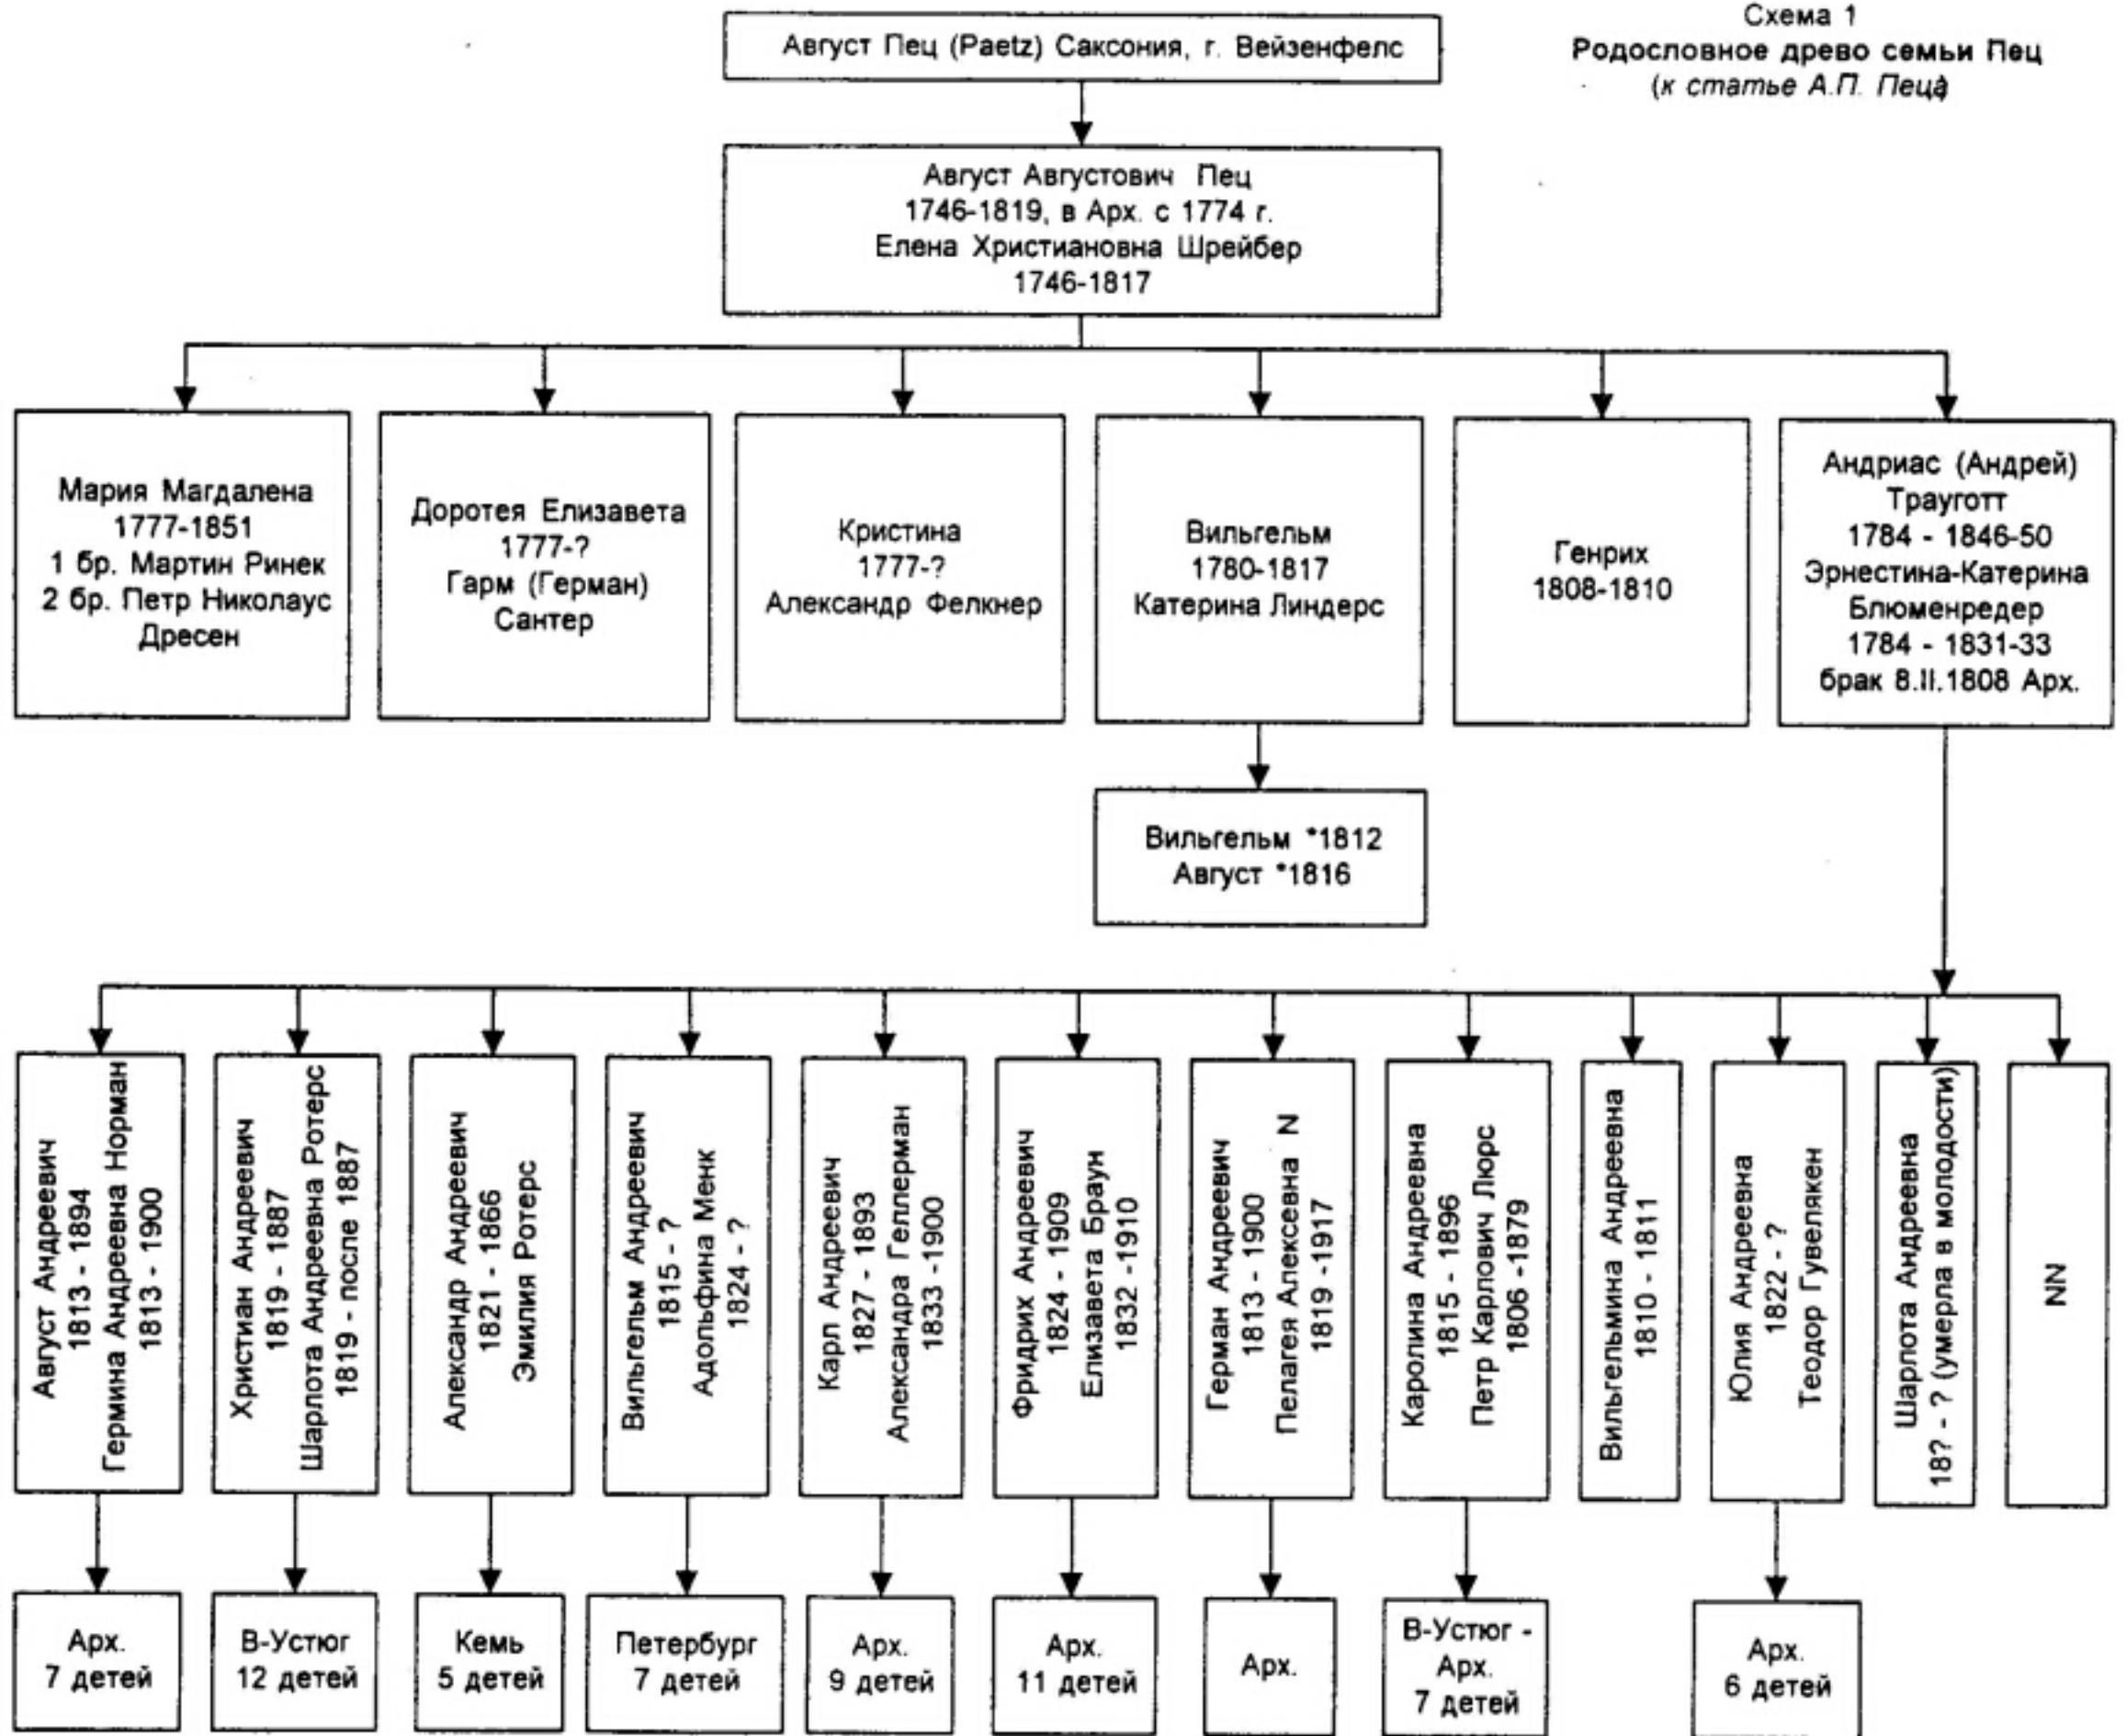 Схема 1
Родословное древо семьи Пец
(к статье А.П. Пеца)
Август Пец (Paetz) Саксония, г. Вейзенфелс
Август Августович Пец
1746-1819, в Арх. с 1774 г.
Елена Христиановна Шрейбер
1746-1817
Мария Магдалена
1777-1851
1 бр. Мартин Ринек
2 бр. Петр Николаус
Дресен
Доротея Елизавета
1777-?
Гарм (Герман)
Сантер
Кристина
1777-?
Александр Фелкнер
Вильгельм
1780-1817
Катерина Линдерс
Генрих
1808-1810
Андриас (Андрей)
Трауготт
1784 - 1846-50
Эрнестина-Катерина
Блюменредер
1784 - 1831-33
брак 8.II.1808 Арх.
Вильгельм *1812
Август *1816
Август Андреевич
1813 - 1894
Гермина Андреевна Норман
1813 - 1900
Христиан Андреевич
1819 - 1887
Шарлота Андреевна Ротерс
1819 - после 1887
Александр Андреевич
1821 - 1866
Эмилия Ротерс
Вильгельм Андреевич
1815 - ?
Адольфина Менк
1824 - ?
Карл Андреевич
1827 - 1893
Александра Геллерман
1833 -1900
Фридрих Андреевич
1824 - 1909
Елизавета Браун
1832 -1910
Герман Андреевич
1813 - 1900
Пелагея Алексеевна N
1819 -1917
Каролина Андреевна
1815 - 1896
Петр Карлович Люрс
1806 -1879
Вильгельмина Андреевна
1810 - 1811
Юлия Андреевна
1822 - ?
Теодор Гувелякен
Шарлота Андреевна
18? - ? (умерла в молодости)
NN
Арх.
7 детей
В-Устюг
12 детей
Кемь
5 детей
Петербург
7 детей
Арх.
9 детей
Арх.
11 детей
Арх.
В-Устюг -
Арх.
7 детей
Арх.
6 детей